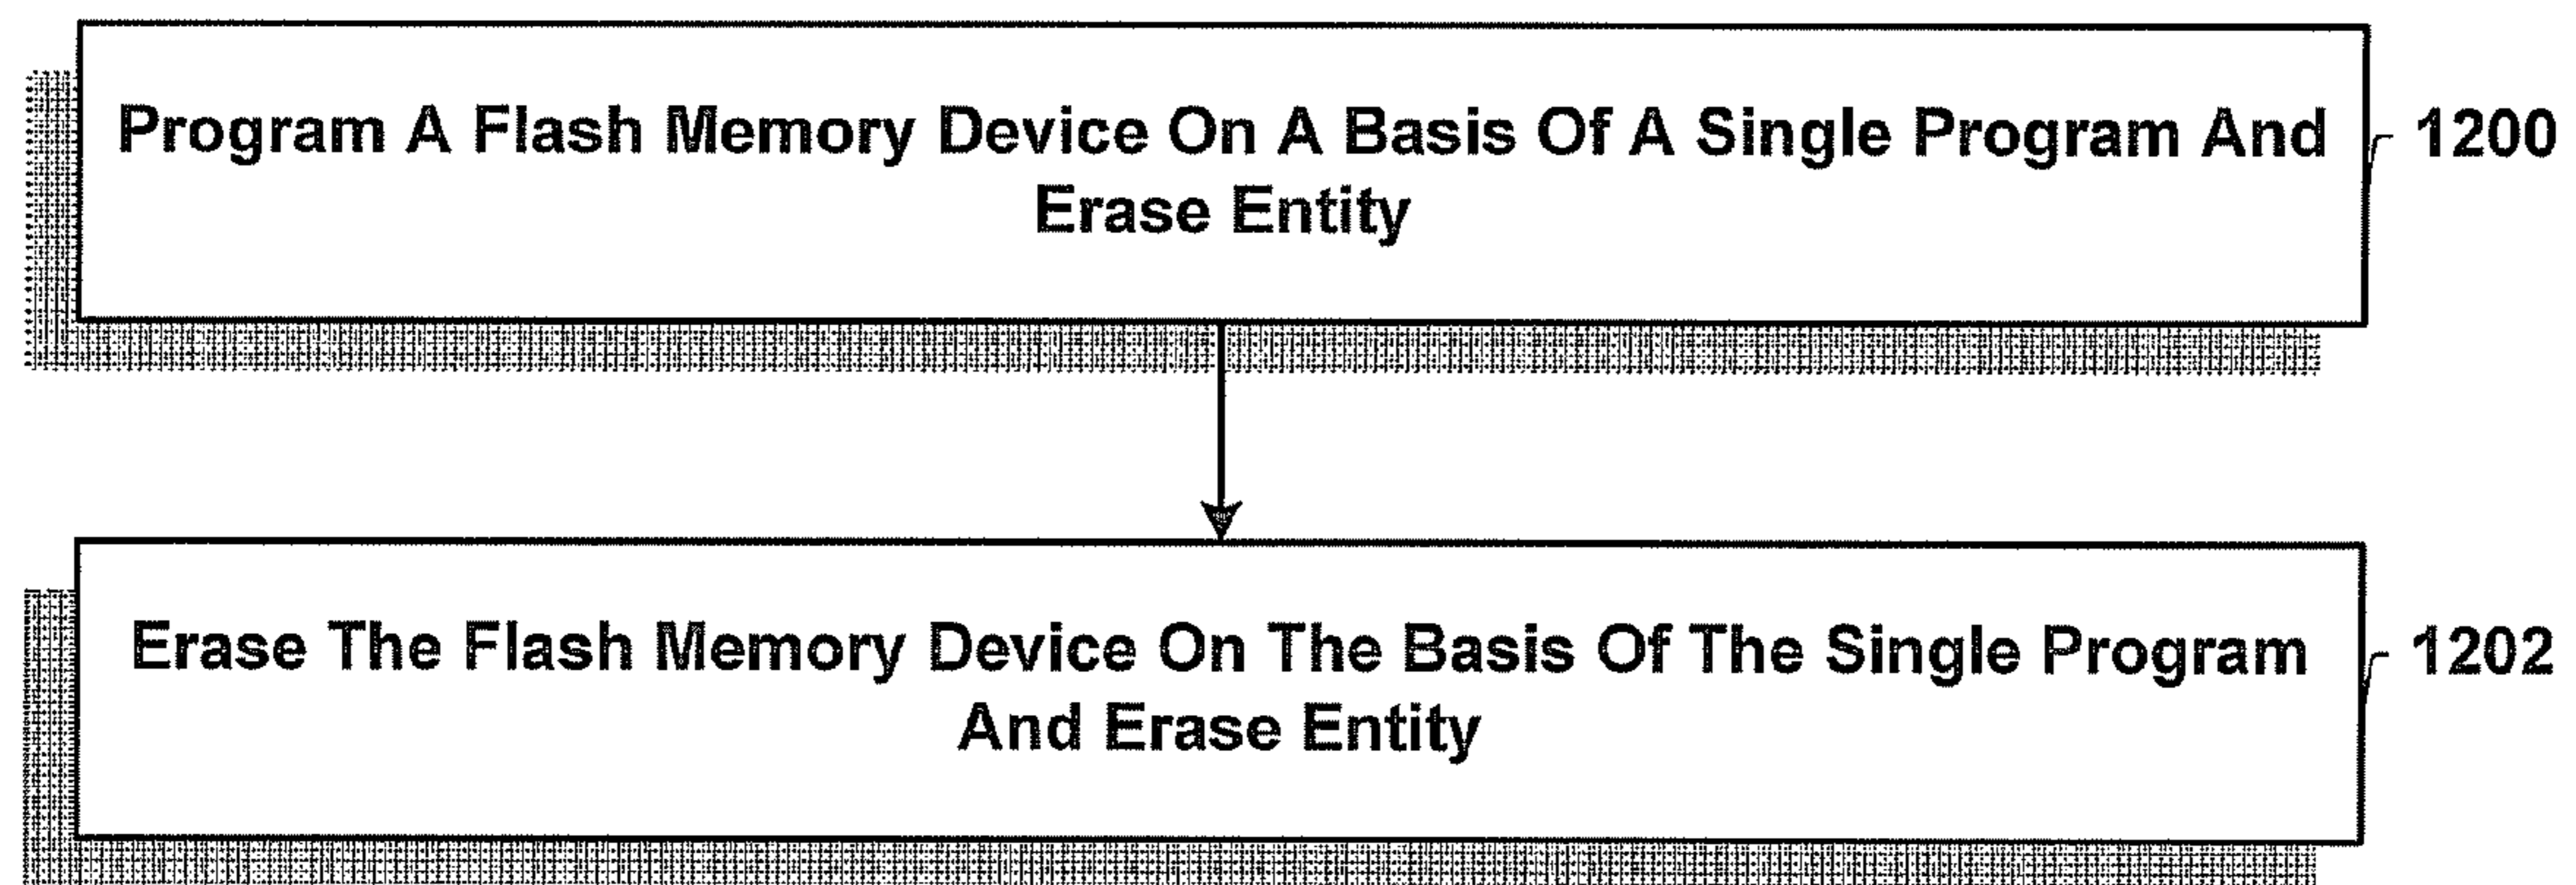 Program A Flash Memory Device On A Basis Of A Single Program And
Erase Entity
1200
Erase The Flash Memory Device On The Basis Of The Single Program
And Erase Entity
1202